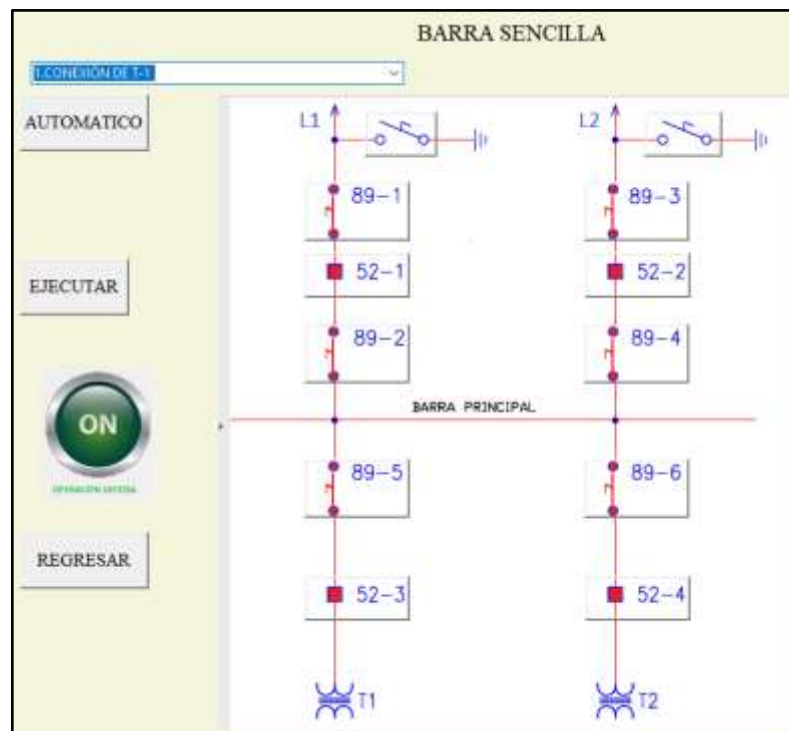 BARRA SENCILLA
1.CONEXIÓN DE T-1
AUTOMATICO
L1
L2
89-1
89-3
52-1
52-2
EJECUTAR
89-2
89-4
ON
BARRA PRINCIPAL
89-5
89-6
REGRESAR
52-3
52-4
T1
T2